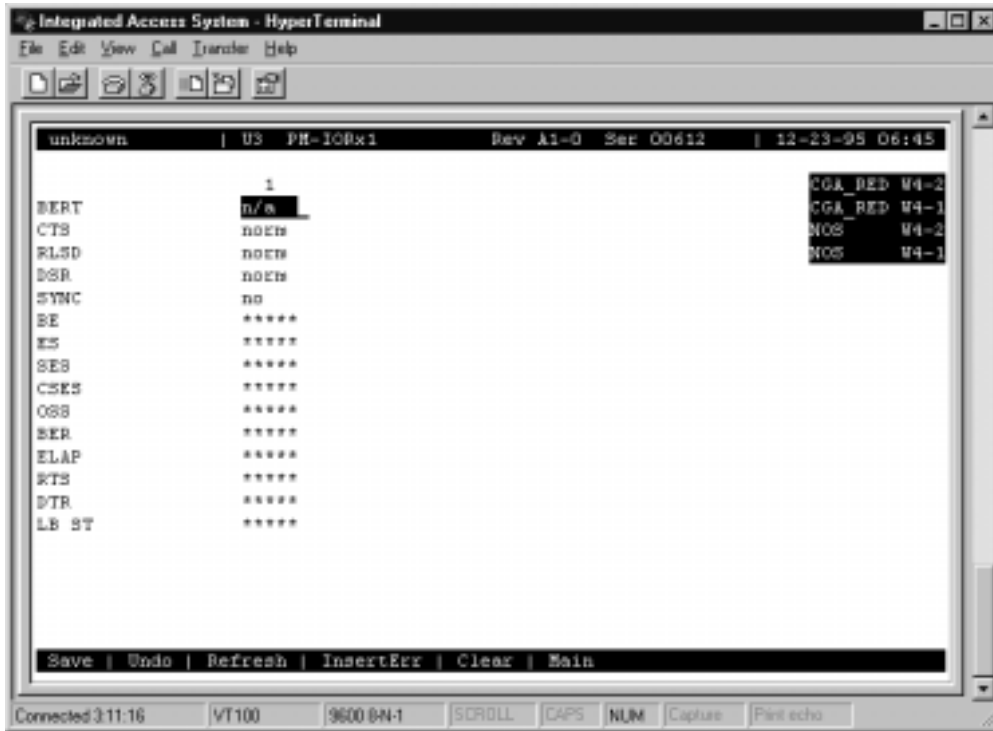 Integrated Access System - HyperTerminal
File Edit View Call Transfer Help
unknown | U3 PM-IORx1 Rev A1-0 Ser 00612 | 12-23-95 06:45
1 CGA_RED W4-2
BERT n/a CGA_RED W4-1
CTS norm NOS W4-2
RLSD norm NOS W4-1
DSR norm
SYNC no
BE *****
ES *****
SES *****
CSES *****
OSS *****
BER *****
ELAP *****
RTS *****
DTR *****
LB ST *****
Save | Undo | Refresh | InsertErr | Clear | Main
Connected 3:11:16 VT100 9600 8-N-1 SCROLL CAPS NUM Capture Print echo